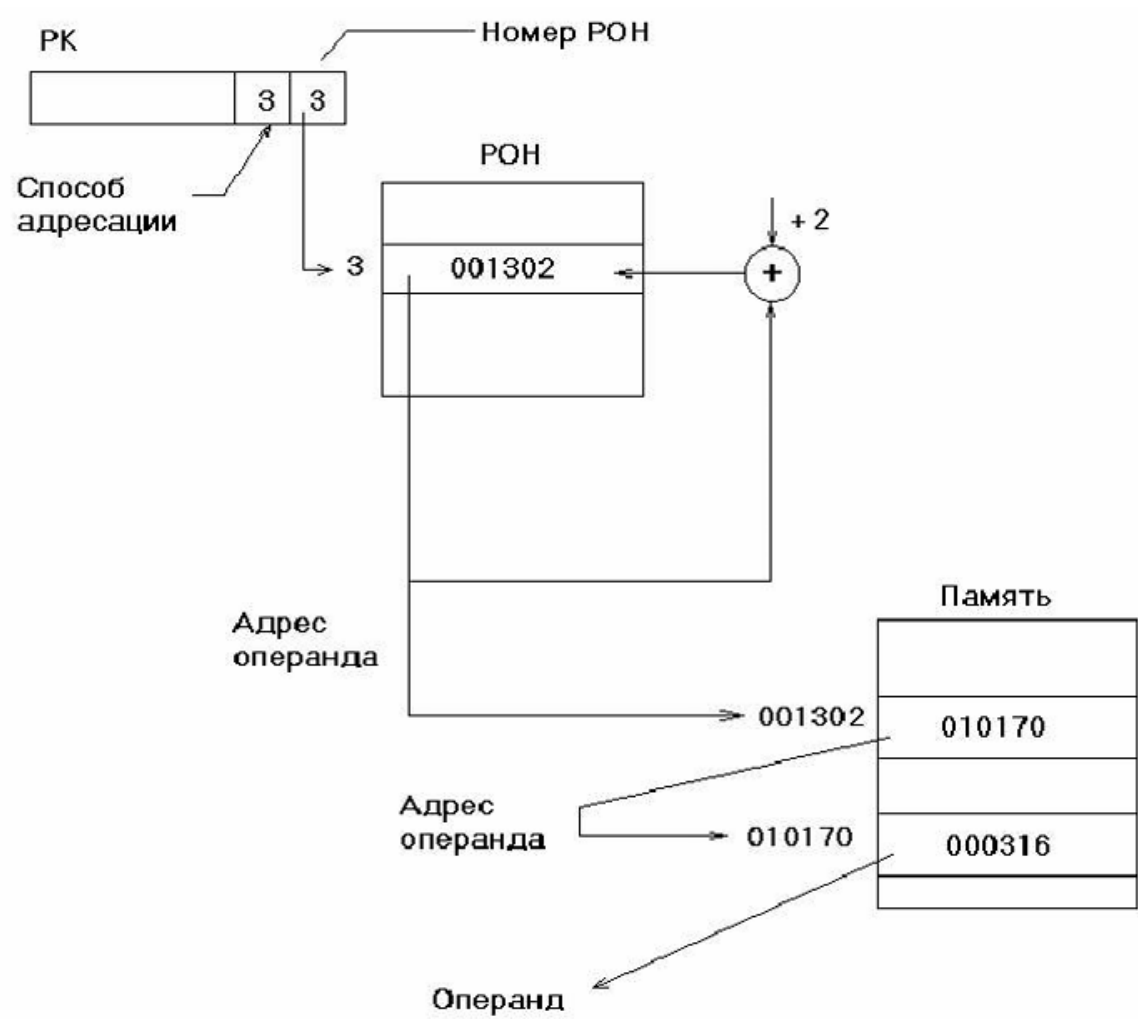 РК
Номер РОН
3 3
Способ
адресации
РОН
+ 2
3
001302
+
Адрес
операнда
Память
001302
010170
Адрес
операнда
010170
000316
Операнд